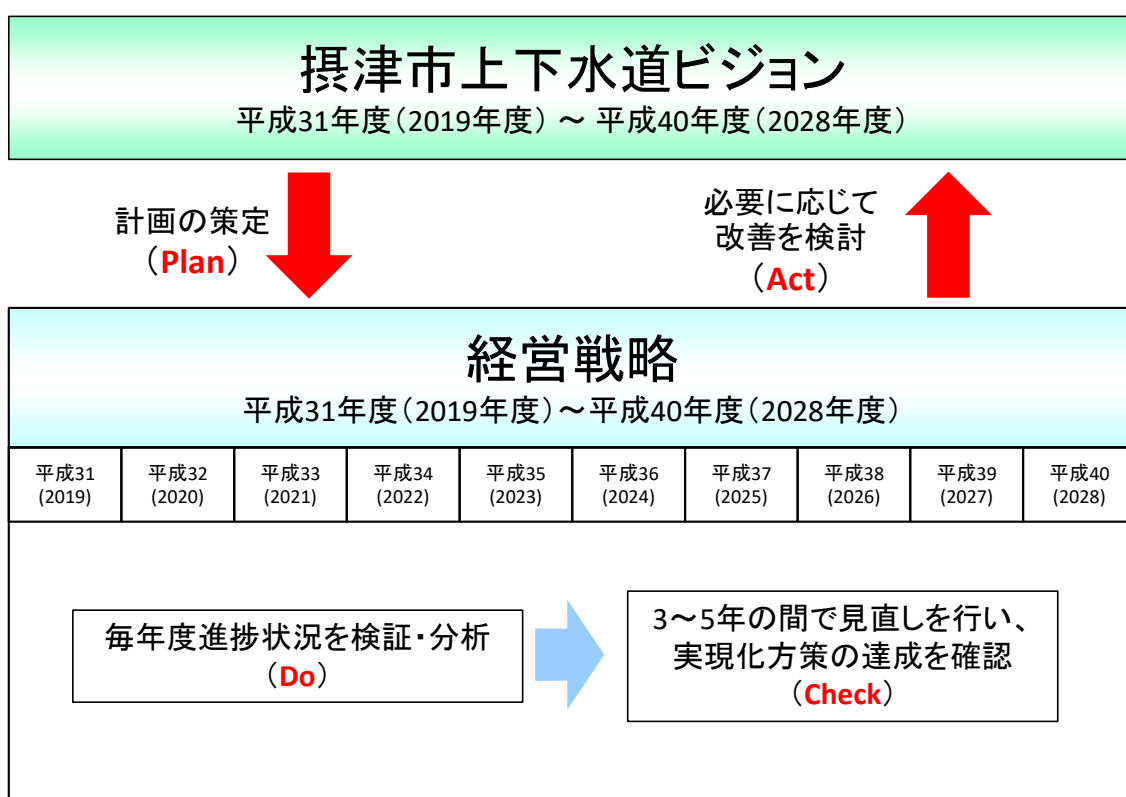 摂津市上下水道ビジョン
平成31年度（2019年度） ～ 平成40年度（2028年度）
計画の策定
（Plan）
必要に応じて
改善を検討
（Act）
経営戦略
平成31年度（2019年度）～平成40年度（2028年度）
平成31
(2019)
平成32
(2020)
平成33
(2021)
平成34
(2022)
平成35
(2023)
平成36
(2024)
平成37
(2025)
平成38
(2026)
平成39
(2027)
平成40
(2028)
毎年度進捗状況を検証・分析
（Do）
3～5年の間で見直しを行い、
実現化方策の達成を確認
（Check）